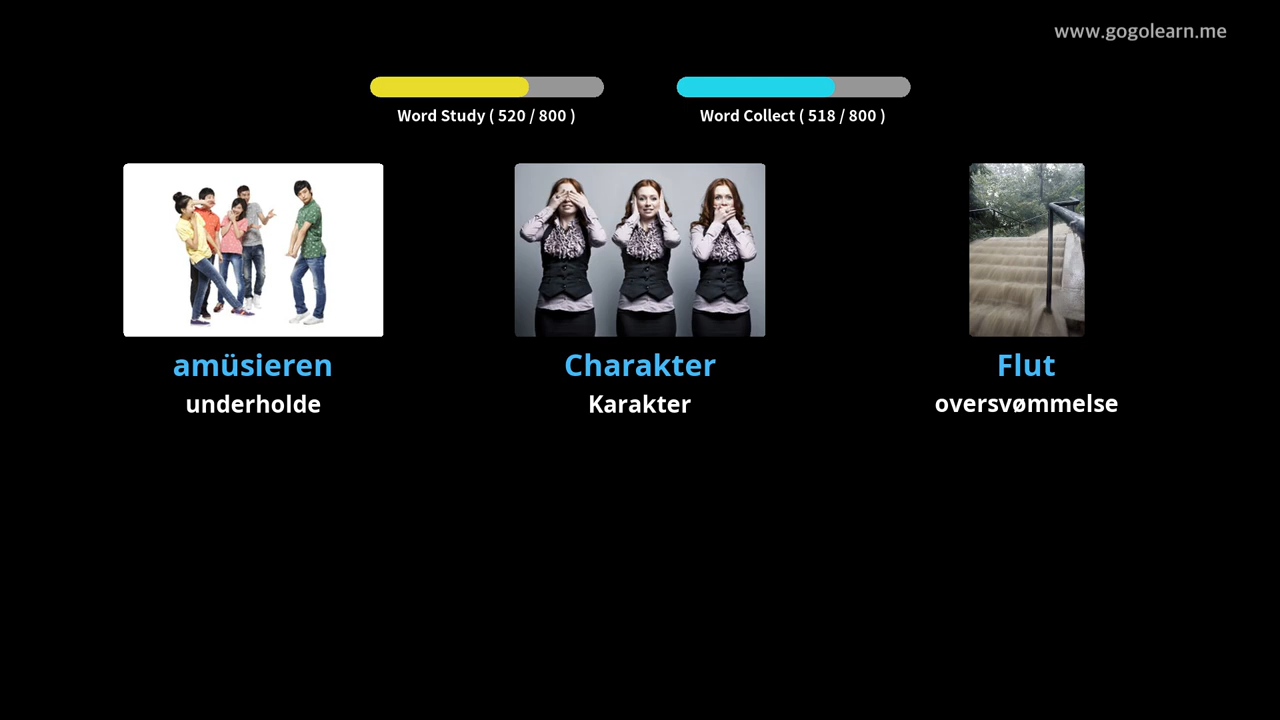 www.gogolearn.me
Word Study ( 520 / 800 )
Word Collect ( 518 / 800 )
amüsieren
underholde
Charakter
Karakter
Flut
oversvømmelse